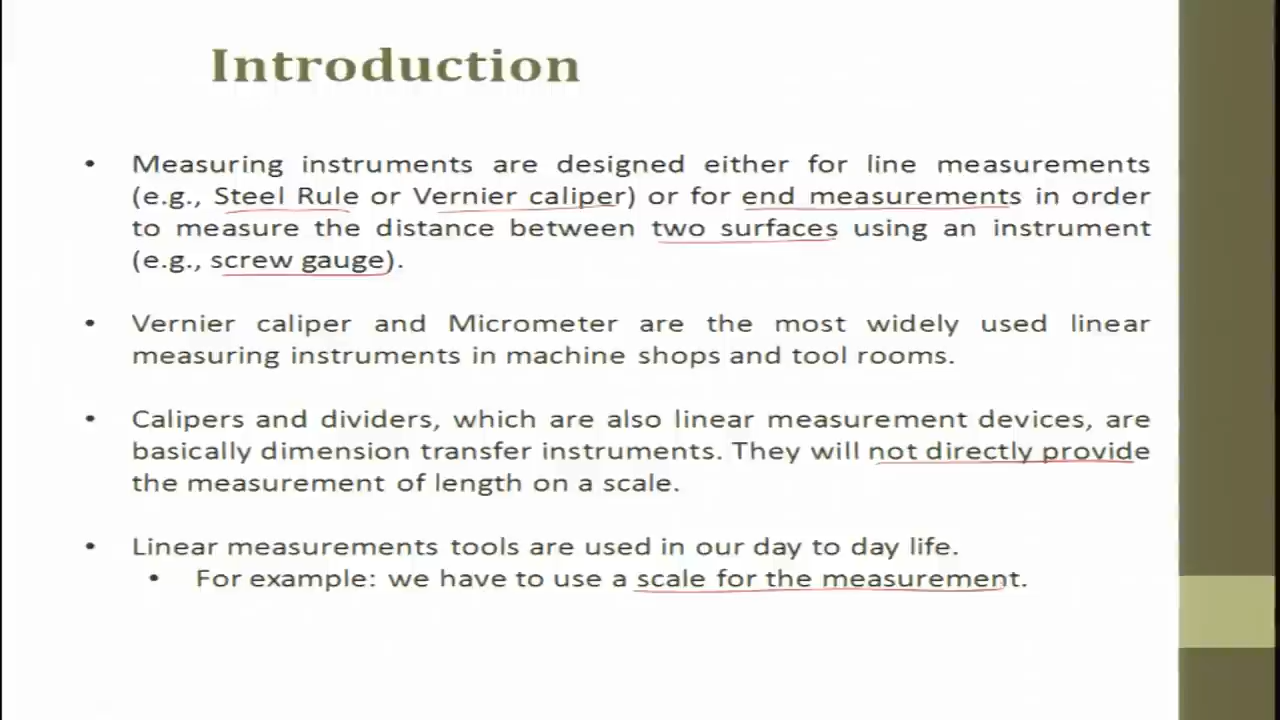 Introduction
• Measuring instruments are designed either for line measurements
(e.g., Steel Rule or Vernier caliper) or for end measurements in order
to measure the distance between two surfaces using an instrument
(e.g., screw gauge).
• Vernier caliper and Micrometer are the most widely used linear
measuring instruments in machine shops and tool rooms.
• Calipers and dividers, which are also linear measurement devices, are
basically dimension transfer instruments. They will not directly provide
the measurement of length on a scale.
• Linear measurements tools are used in our day to day life.
• For example: we have to use a scale for the measurement.